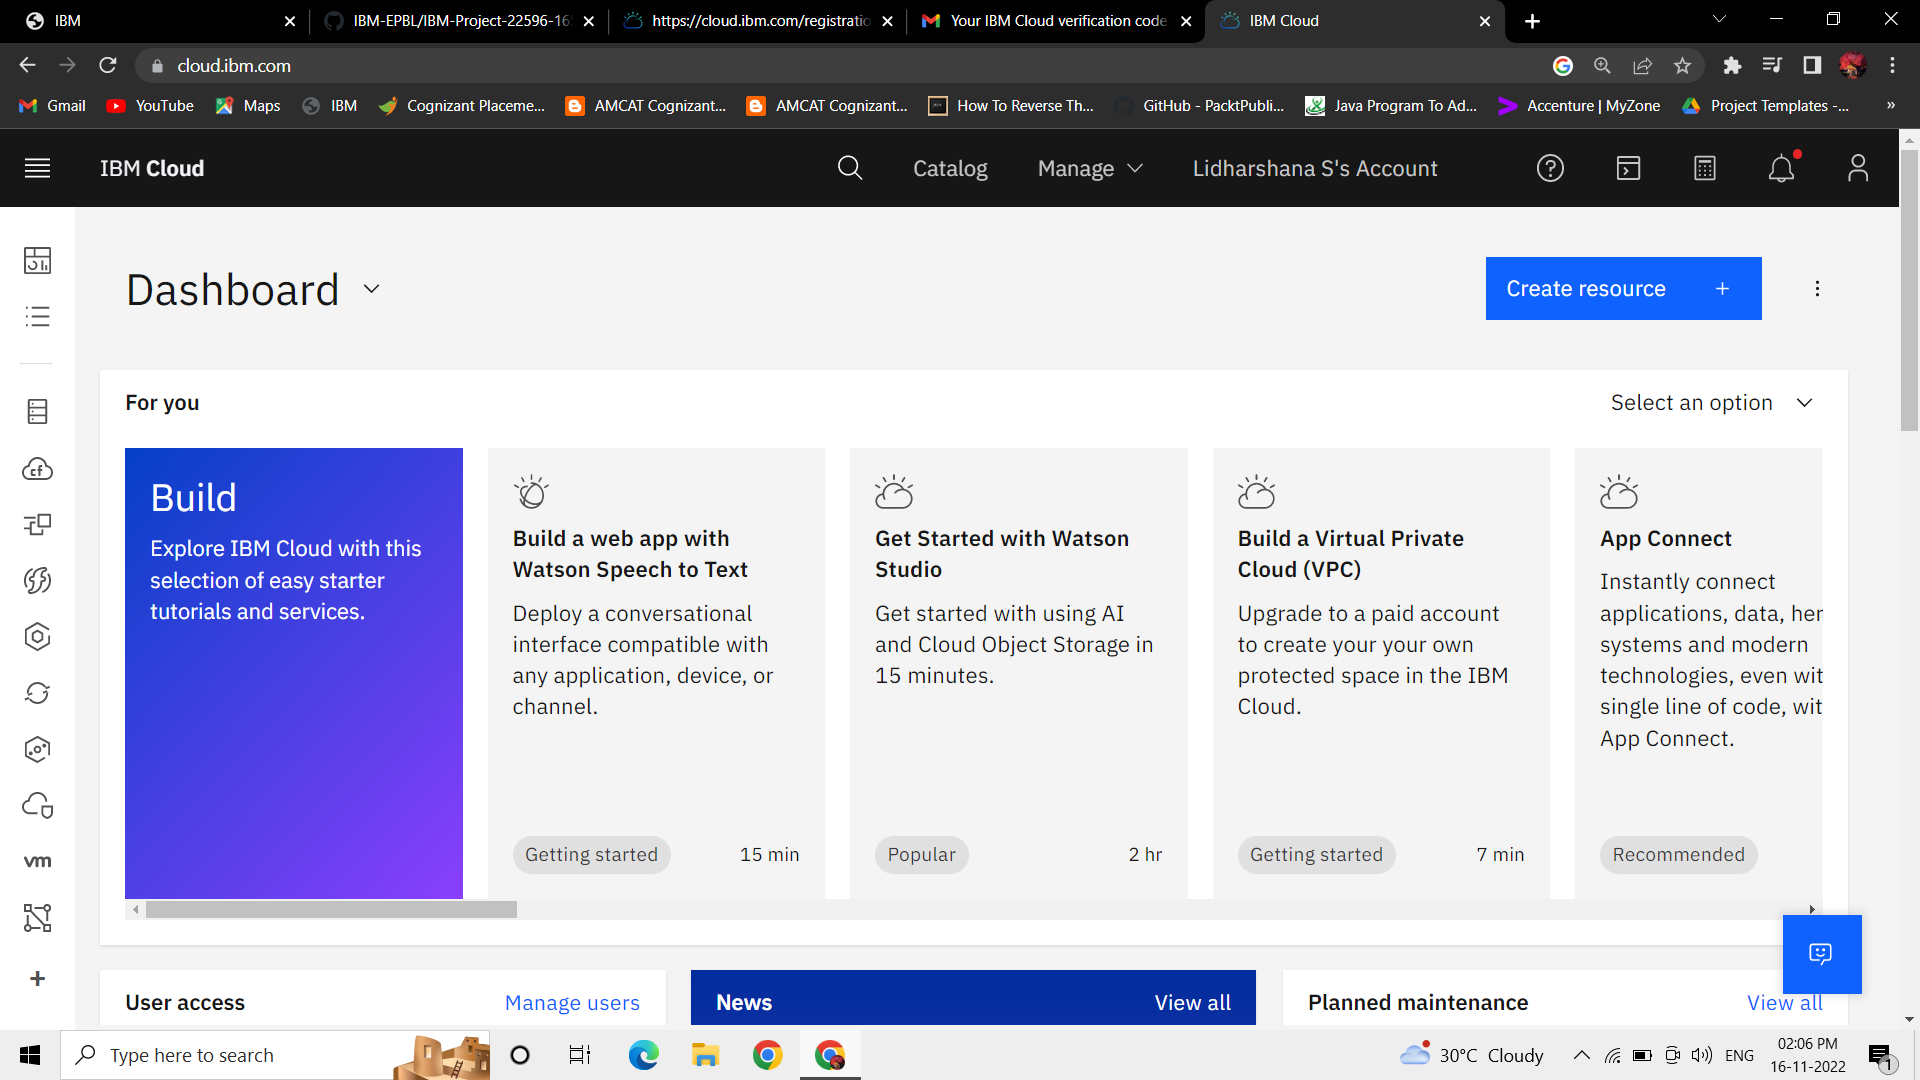 IBM
IBM-EPBL/IBM-Project-22596-16
https://cloud.ibm.com/registratio
Your IBM Cloud verification code
IBM Cloud
cloud.ibm.com
Gmail
YouTube
Maps
IBM
Cognizant Placeme...
AMCAT Cognizant...
AMCAT Cognizant...
How To Reverse Th...
GitHub - PacktPubli...
Java Program To Ad...
Accenture | MyZone
Project Templates -...
»
IBM Cloud
Catalog
Manage
Lidharshana S's Account
Dashboard
Create resource +
For you
Select an option
Build
Explore IBM Cloud with this
selection of easy starter
tutorials and services.
Build a web app with
Watson Speech to Text
Deploy a conversational
interface compatible with
any application, device, or
channel.
Getting started
15 min
Get Started with Watson
Studio
Get started with using AI
and Cloud Object Storage in
15 minutes.
Popular
2 hr
Build a Virtual Private
Cloud (VPC)
Upgrade to a paid account
to create your your own
protected space in the IBM
Cloud.
Getting started
7 min
App Connect
Instantly connect
applications, data, her
systems and modern
technologies, even wit
single line of code, wit
App Connect.
Recommended
cf
vm
User access
Manage users
News
View all
Planned maintenance
View all
Type here to search
30°C Cloudy
ENG
02:06 PM
16-11-2022
1